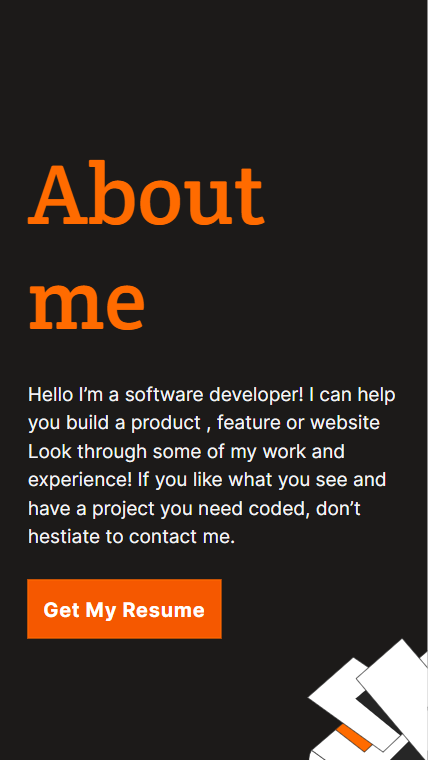 About
me
Hello I’m a software developer! I can help
you build a product , feature or website
Look through some of my work and
experience! If you like what you see and
have a project you need coded, don’t
hestiate to contact me.
Get My Resume